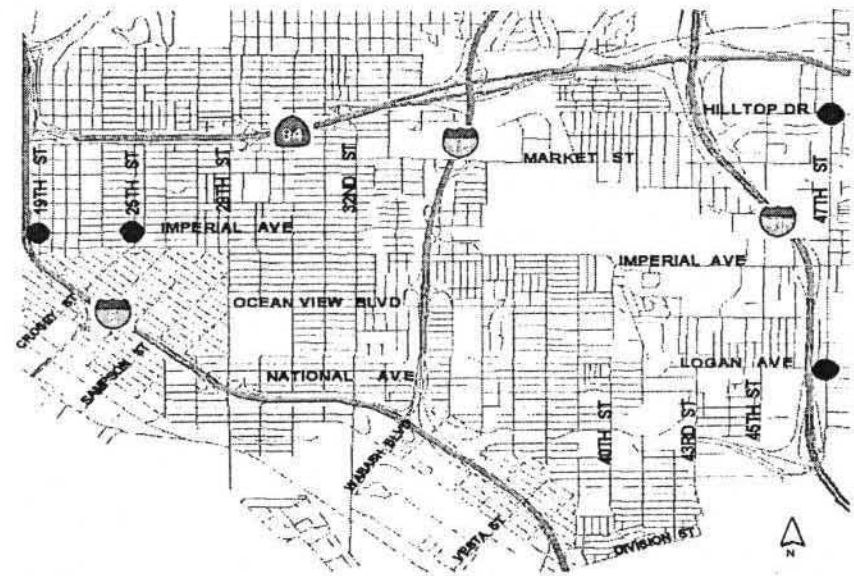 HILLTOP DR
94
MARKET ST
19TH ST
25TH ST
28TH ST
32ND ST
47TH ST
IMPERIAL AVE
IMPERIAL AVE
OCEAN VIEW BLVD
CROSBY ST
SAMPSON ST
NATIONAL AVE
LOGAN AVE
WABASH BLVD
40TH ST
43RD ST
45TH ST
VESTA ST
DIVISION ST
N